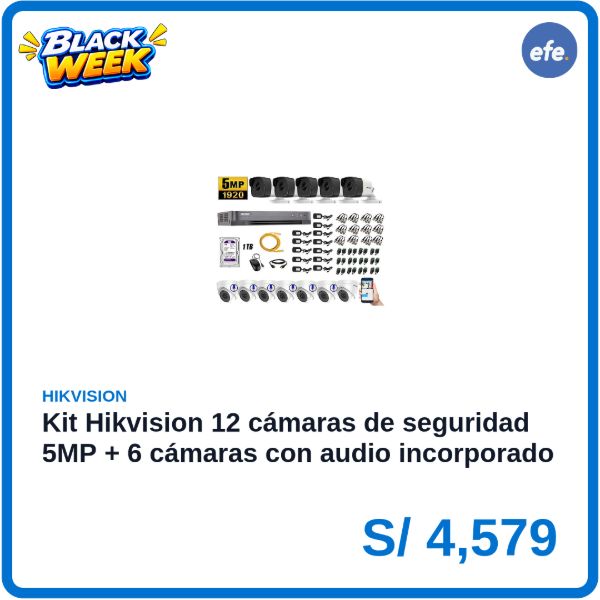 BLACK
WEEK
efe.
5MP
1920
1TB
HIKVISION
Kit Hikvision 12 cámaras de seguridad
5MP + 6 cámaras con audio incorporado
S/ 4,579